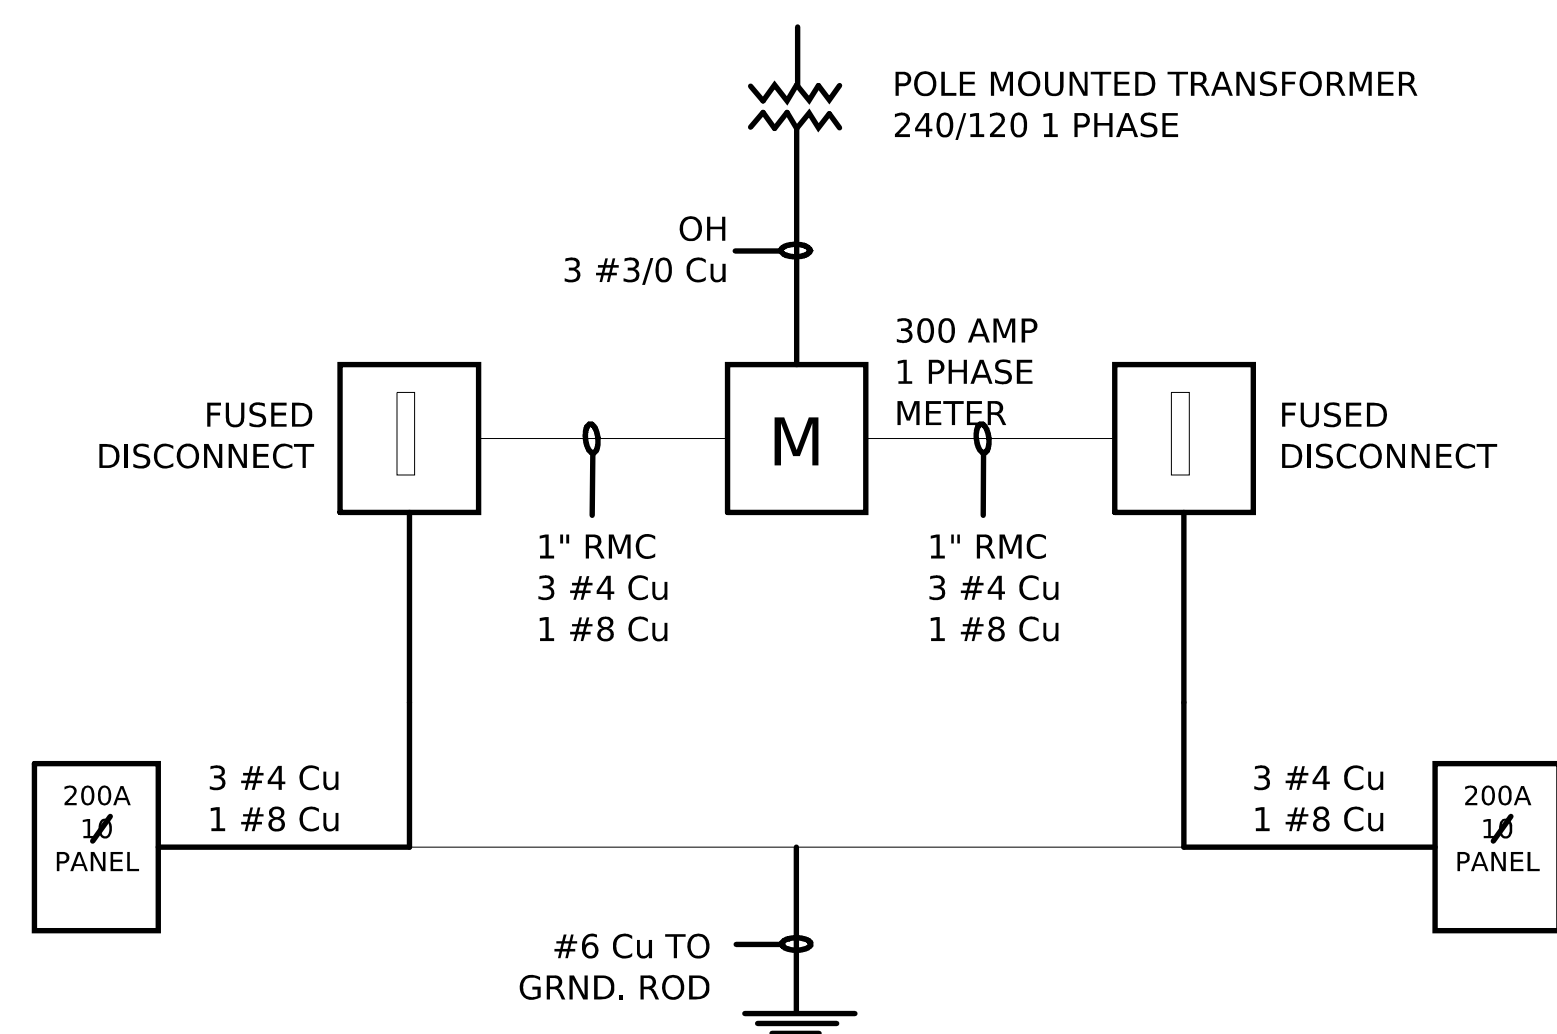 POLE MOUNTED TRANSFORMER
240/120 1 PHASE
OH
3 #3/0 Cu
300 AMP
1 PHASE
METER
FUSED
DISCONNECT
M
FUSED
DISCONNECT
1" RMC
3 #4 Cu
1 #8 Cu
1" RMC
3 #4 Cu
1 #8 Cu
200A
10
PANEL
3 #4 Cu
1 #8 Cu
3 #4 Cu
1 #8 Cu
200A
10
PANEL
#6 Cu TO
GRND. ROD